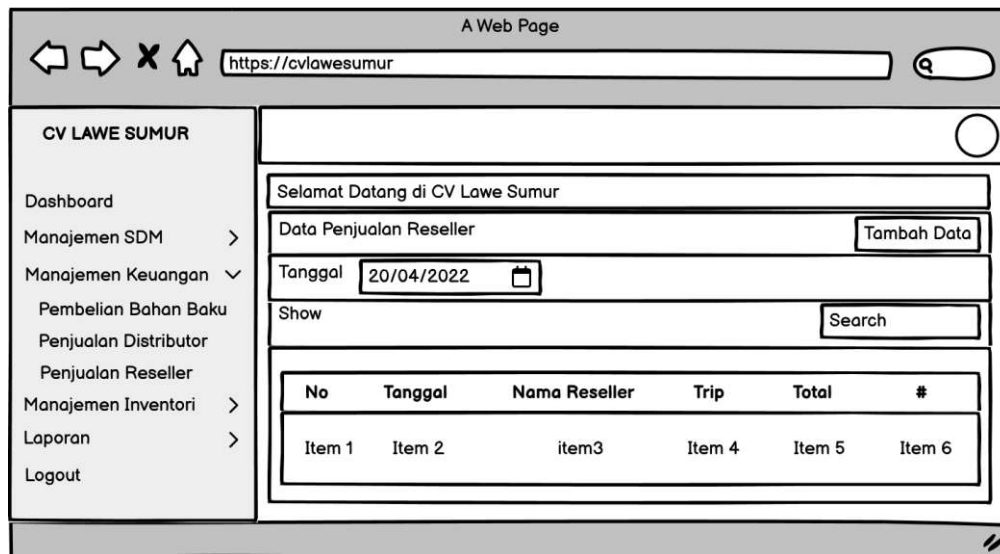 A Web Page
https://cvlawesumur
CV LAWE SUMUR
Dashboard
Manajemen SDM
Manajemen Keuangan
Pembelian Bahan Baku
Penjualan Distributor
Penjualan Reseller
Manajemen Inventori
Laporan
Logout
Selamat Datang di CV Lawe Sumur
Data Penjualan Reseller Tambah Data
Tanggal 20/04/2022
Show Search
No Tanggal Nama Reseller Trip Total #
Item 1 Item 2 item3 Item 4 Item 5 Item 6